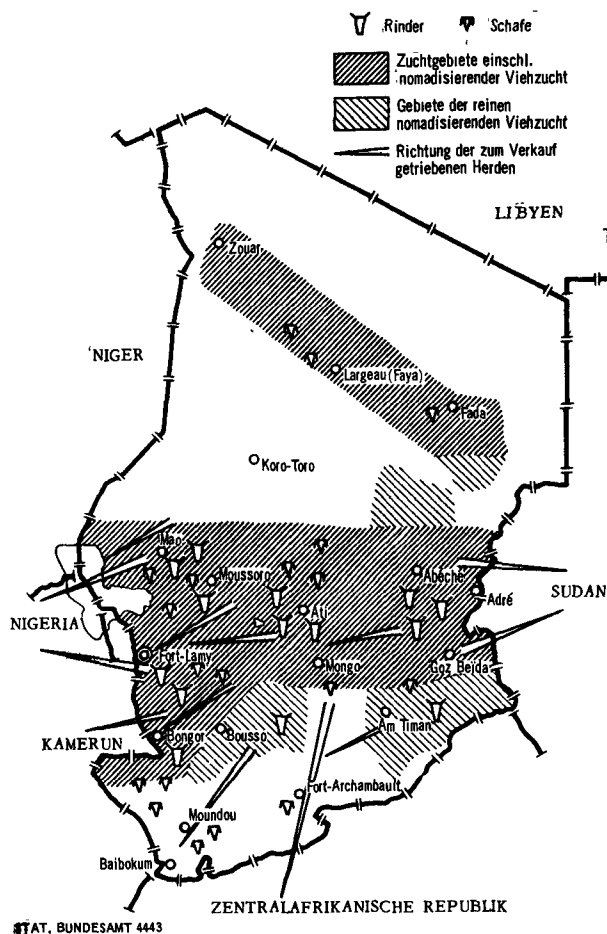 Rinder
Schafe
Zuchtgebiete einschl.
nomadisierender Viehzucht
Gebiete der reinen
nomadisierenden Viehzucht
Richtung der zum Verkauf
getriebenen Herden
LIBYEN
Zouar
NIGER
Largeau (Faya)
Fada
Koro-Toro
Mao
Moussoro
Abéché
Adré
SUDAN
NIGERIA
Ati
Fort-Lamy
Mongo
Goz Beïda
KAMERUN
Bongor
Bousso
Am Timan
Fort-Archambault
Moundou
Baibokum
ZENTRALAFRIKANISCHE REPUBLIK
STAT. BUNDESAMT 4443